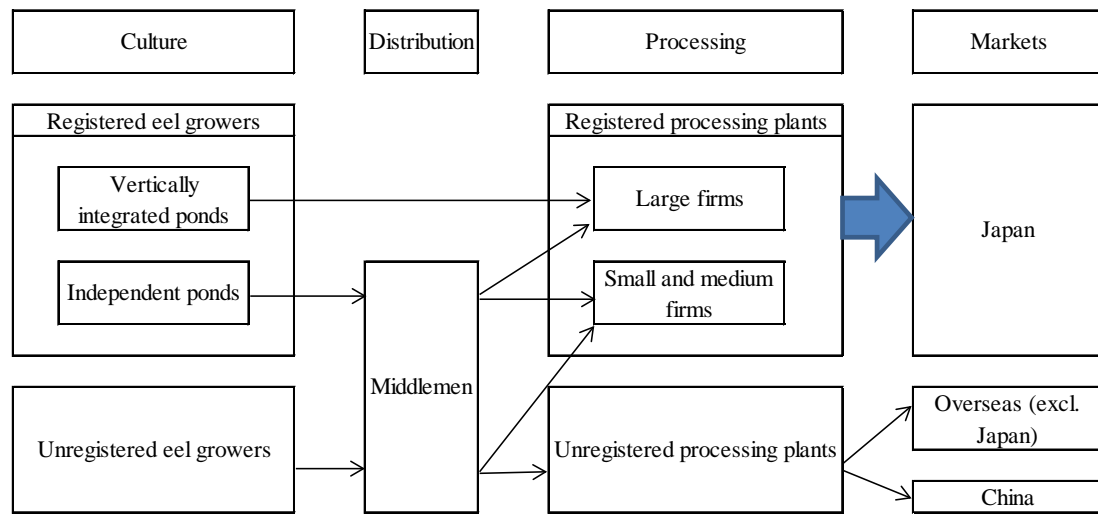 Culture
Distribution
Processing
Markets
Registered eel growers
Vertically
integrated ponds
Independent ponds
Unregistered eel growers
Middlemen
Registered processing plants
Large firms
Small and medium
firms
Unregistered processing plants
Japan
Overseas (excl.
Japan)
China